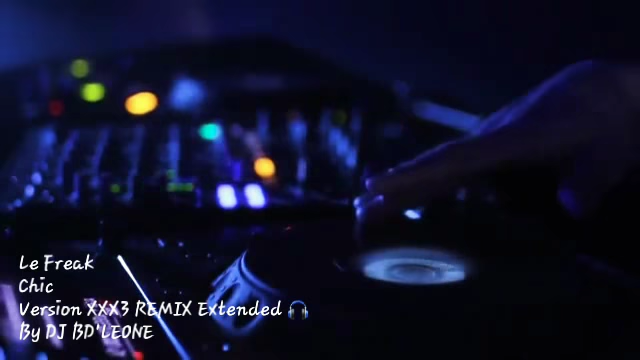 Le Freak
Chic
Version XXX3 REMIX Extended 🎧
By DJ BD'LEONE